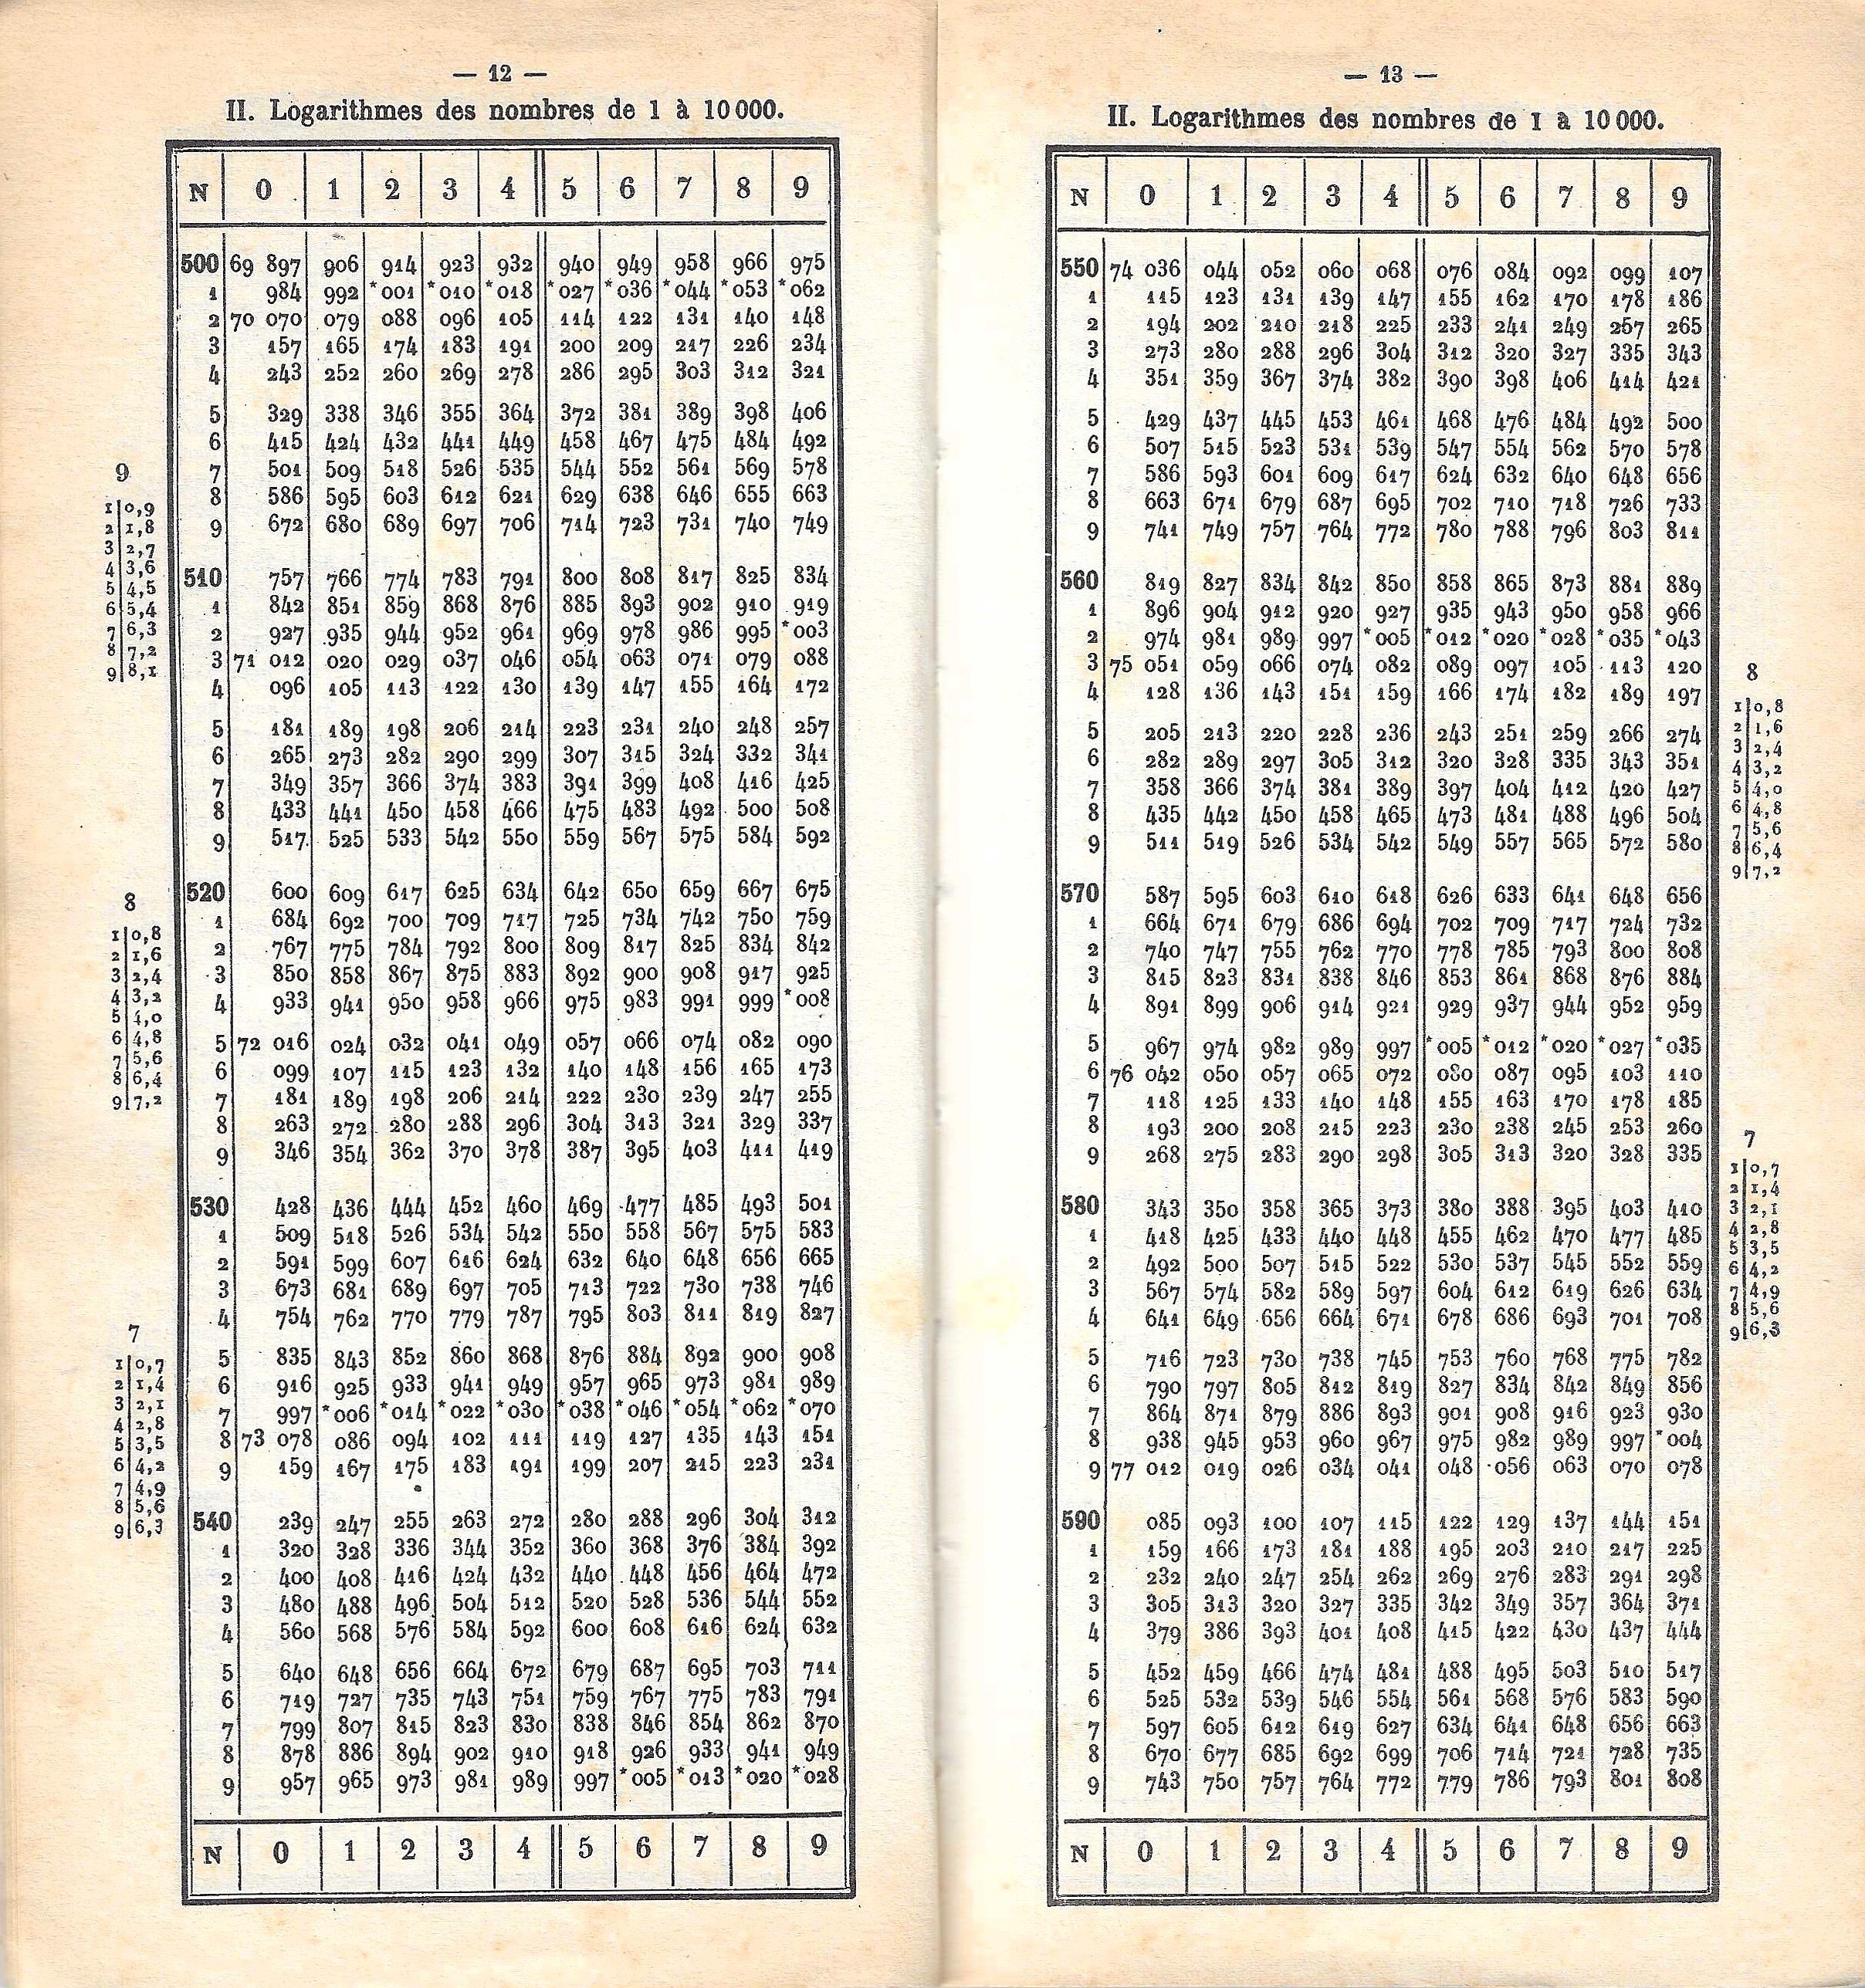 — 12 —
II. Logarithmes des nombres de 1 à 10 000.
N 0 1 2 3 4 5 6 7 8 9
500 69 897 906 914 923 932 940 949 958 966 975
1 984 992 *001 *010 *018 *027 *036 *044 *053 *062
2 70 070 079 088 096 105 114 122 131 140 148
3 157 165 174 183 191 200 209 217 226 234
4 243 252 260 269 278 286 295 303 312 321
5 329 338 346 355 364 372 381 389 398 406
6 415 424 432 441 449 458 467 475 484 492
7 501 509 518 526 535 544 552 561 569 578
8 586 595 603 612 621 629 638 646 655 663
9 672 680 689 697 706 714 723 731 740 749
510 757 766 774 783 791 800 808 817 825 834
1 842 851 859 868 876 885 893 902 910 919
2 927 935 944 952 961 969 978 986 995 *003
3 71 012 020 029 037 046 054 063 071 079 088
4 096 105 113 122 130 139 147 155 164 172
5 181 189 198 206 214 223 231 240 248 257
6 265 273 282 290 299 307 315 324 332 341
7 349 357 366 374 383 391 399 408 416 425
8 433 441 450 458 466 475 483 492 500 508
9 517 525 533 542 550 559 567 575 584 592
520 600 609 617 625 634 642 650 659 667 675
1 684 692 700 709 717 725 734 742 750 759
2 767 775 784 792 800 809 817 825 834 842
3 850 858 867 875 883 892 900 908 917 925
4 933 941 950 958 966 975 983 991 999 *008
5 72 016 024 032 041 049 057 066 074 082 090
6 099 107 115 123 132 140 148 156 165 173
7 181 189 198 206 214 222 230 239 247 255
8 263 272 280 288 296 304 313 321 329 337
9 346 354 362 370 378 387 395 403 411 419
530 428 436 444 452 460 469 477 485 493 501
1 509 518 526 534 542 550 558 567 575 583
2 591 599 607 616 624 632 640 648 656 665
3 673 681 689 697 705 713 722 730 738 746
4 754 762 770 779 787 795 803 811 819 827
5 835 843 852 860 868 876 884 892 900 908
6 916 925 933 941 949 957 965 973 981 989
7 997 *006 *014 *022 *030 *038 *046 *054 *062 *070
8 73 078 086 094 102 111 119 127 135 143 151
9 159 167 175 183 191 199 207 215 223 231
540 239 247 255 263 272 280 288 296 304 312
1 320 328 336 344 352 360 368 376 384 392
2 400 408 416 424 432 440 448 456 464 472
3 480 488 496 504 512 520 528 536 544 552
4 560 568 576 584 592 600 608 616 624 632
5 640 648 656 664 672 679 687 695 703 711
6 719 727 735 743 751 759 767 775 783 791
7 799 807 815 823 830 838 846 854 862 870
8 878 886 894 902 910 918 926 933 941 949
9 957 965 973 981 989 997 *005 *013 *020 *028
N 0 1 2 3 4 5 6 7 8 9
9
1 0,9
2 1,8
3 2,7
4 3,6
5 4,5
6 5,4
7 6,3
8 7,2
9 8,1
8
1 0,8
2 1,6
3 2,4
4 3,2
5 4,0
6 4,8
7 5,6
8 6,4
9 7,2
7
1 0,7
2 1,4
3 2,1
4 2,8
5 3,5
6 4,2
7 4,9
8 5,6
9 6,3
— 13 —
II. Logarithmes des nombres de 1 à 10 000.
N 0 1 2 3 4 5 6 7 8 9
550 74 036 044 052 060 068 076 084 092 099 107
1 115 123 131 139 147 155 162 170 178 186
2 194 202 210 218 225 233 241 249 257 265
3 273 280 288 296 304 312 320 327 335 343
4 351 359 367 374 382 390 398 406 414 421
5 429 437 445 453 461 468 476 484 492 500
6 507 515 523 531 539 547 554 562 570 578
7 586 593 601 609 617 624 632 640 648 656
8 663 671 679 687 695 702 710 718 726 733
9 741 749 757 764 772 780 788 796 803 811
560 819 827 834 842 850 858 865 873 881 889
1 896 904 912 920 927 935 943 950 958 966
2 974 981 989 997 *005 *012 *020 *028 *035 *043
3 75 051 059 066 074 082 089 097 105 113 120
4 128 136 143 151 159 166 174 182 189 197
5 205 213 220 228 236 243 251 259 266 274
6 282 289 297 305 312 320 328 335 343 351
7 358 366 374 381 389 397 404 412 420 427
8 435 442 450 458 465 473 481 488 496 504
9 511 519 526 534 542 549 557 565 572 580
570 587 595 603 610 618 626 633 641 648 656
1 664 671 679 686 694 702 709 717 724 732
2 740 747 755 762 770 778 785 793 800 808
3 815 823 831 838 846 853 861 868 876 884
4 891 899 906 914 921 929 937 944 952 959
5 967 974 982 989 997 *005 *012 *020 *027 *035
6 76 042 050 057 065 072 080 087 095 103 110
7 118 125 133 140 148 155 163 170 178 185
8 193 200 208 215 223 230 238 245 253 260
9 268 275 283 290 298 305 313 320 328 335
580 343 350 358 365 373 380 388 395 403 410
1 418 425 433 440 448 455 462 470 477 485
2 492 500 507 515 522 530 537 545 552 559
3 567 574 582 589 597 604 612 619 626 634
4 641 649 656 664 671 678 686 693 701 708
5 716 723 730 738 745 753 760 768 775 782
6 790 797 805 812 819 827 834 842 849 856
7 864 871 879 886 893 901 908 916 923 930
8 938 945 953 960 967 975 982 989 997 *004
9 77 012 019 026 034 041 048 056 063 070 078
590 085 093 100 107 115 122 129 137 144 151
1 159 166 173 181 188 195 203 210 217 225
2 232 240 247 254 262 269 276 283 291 298
3 305 313 320 327 335 342 349 357 364 371
4 379 386 393 401 408 415 422 430 437 444
5 452 459 466 474 481 488 495 503 510 517
6 525 532 539 546 554 561 568 576 583 590
7 597 605 612 619 627 634 641 648 656 663
8 670 677 685 692 699 706 714 721 728 735
9 743 750 757 764 772 779 786 793 801 808
N 0 1 2 3 4 5 6 7 8 9
8
1 0,8
2 1,6
3 2,4
4 3,2
5 4,0
6 4,8
7 5,6
8 6,4
9 7,2
7
1 0,7
2 1,4
3 2,1
4 2,8
5 3,5
6 4,2
7 4,9
8 5,6
9 6,3